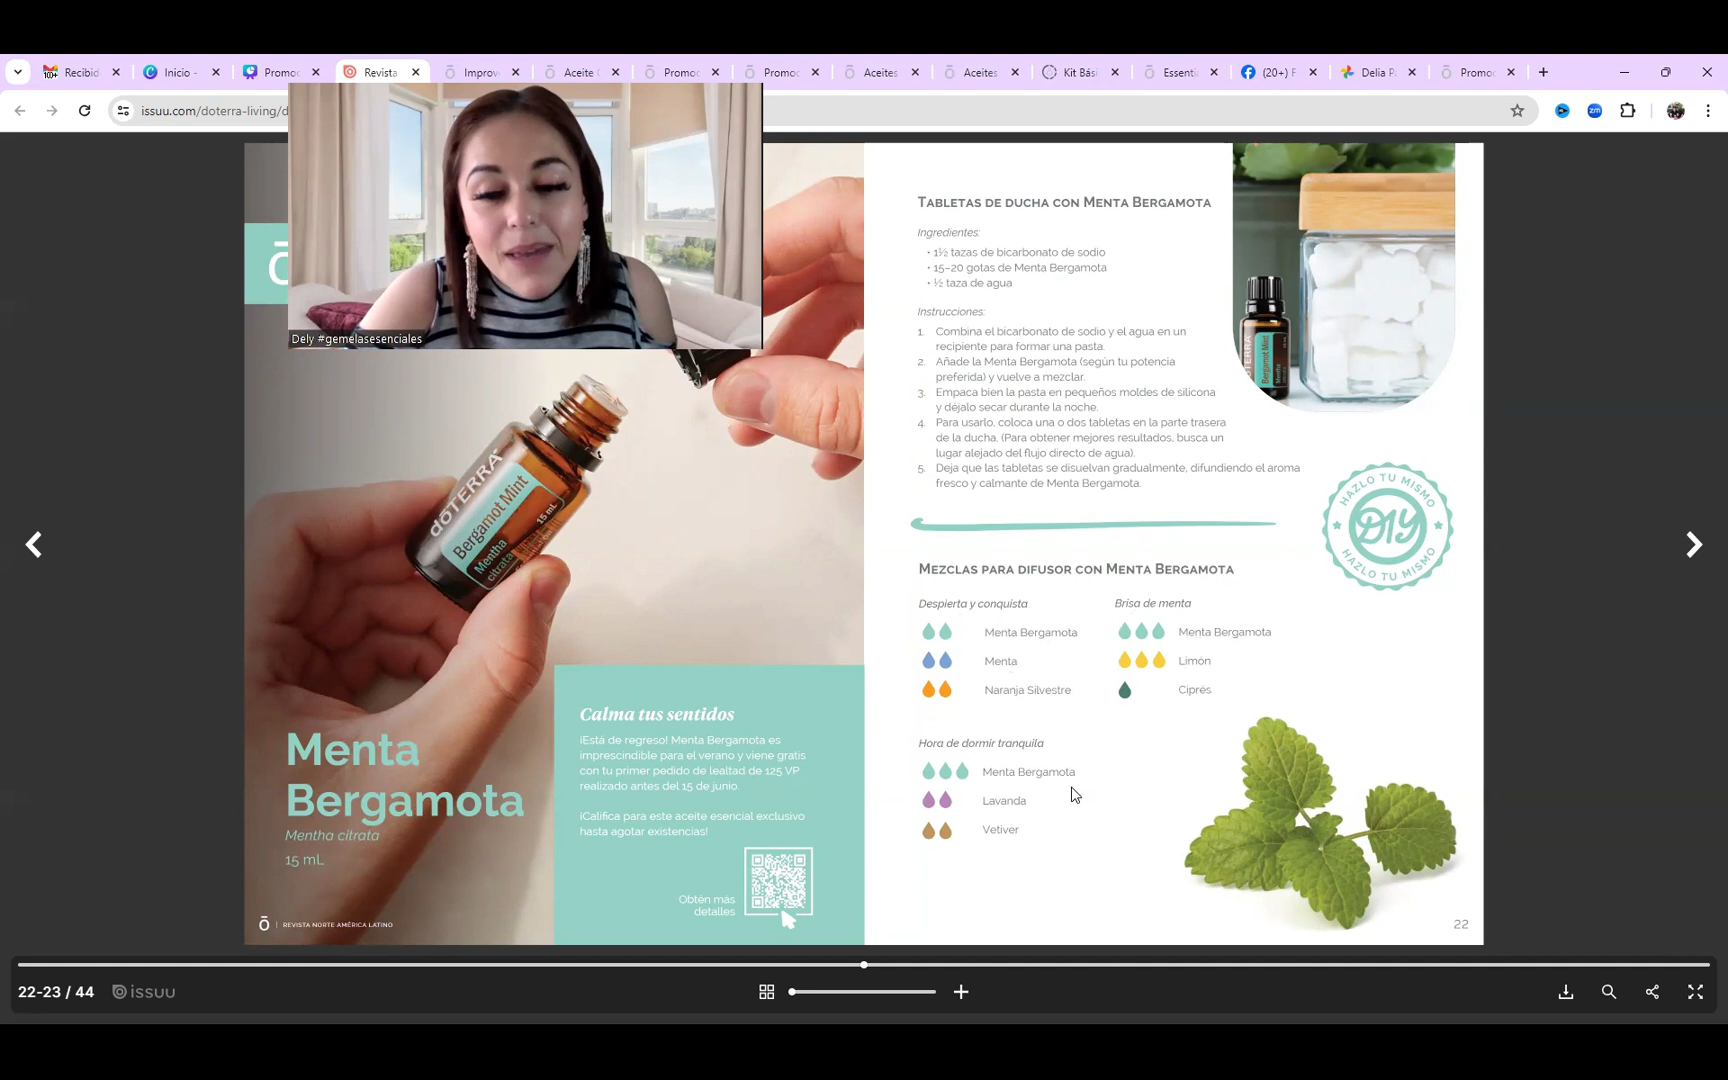 Recibid
Inicio -
Promoc
Revista
Improv
Aceite
Promoc
Promoc
Aceites
Aceites
Kit Bási
Essenti
(20+) F
Delia P
Promoc
issuu.com/doterra-living/d
zm
Dely #gemelasesenciales
dōTERRA
Bergamot Mint
Mentha
citrata
15 mL
Menta
Bergamota
Mentha citrata
15 mL
REVISTA NORTE AMÉRICA LATINO
Calma tus sentidos
¡Está de regreso! Menta Bergamota es
imprescindible para el verano y viene gratis
con tu primer pedido de lealtad de 125 VP
realizado antes del 15 de junio.
¡Califica para este aceite esencial exclusivo
hasta agotar existencias!
Obtén más
detalles
TABLETAS DE DUCHA CON MENTA BERGAMOTA
Ingredientes:
• 1½ tazas de bicarbonato de sodio
• 15–20 gotas de Menta Bergamota
• ½ taza de agua
Instrucciones:
1. Combina el bicarbonato de sodio y el agua en un
recipiente para formar una pasta.
2. Añade la Menta Bergamota (según tu potencia
preferida) y vuelve a mezclar.
3. Empaca bien la pasta en pequeños moldes de silicona
y déjalo secar durante la noche.
4. Para usarlo, coloca una o dos tabletas en la parte trasera
de la ducha. (Para obtener mejores resultados, busca un
lugar alejado del flujo directo de agua).
5. Deja que las tabletas se disuelvan gradualmente, difundiendo el aroma
fresco y calmante de Menta Bergamota.
Bergamot Mint
HAZLO TU MISMO
DIY
HAZLO TU MISMO
MEZCLAS PARA DIFUSOR CON MENTA BERGAMOTA
Despierta y conquista
Menta Bergamota
Menta
Naranja Silvestre
Brisa de menta
Menta Bergamota
Limón
Ciprés
Hora de dormir tranquila
Menta Bergamota
Lavanda
Vetiver
22
22-23 / 44
issuu